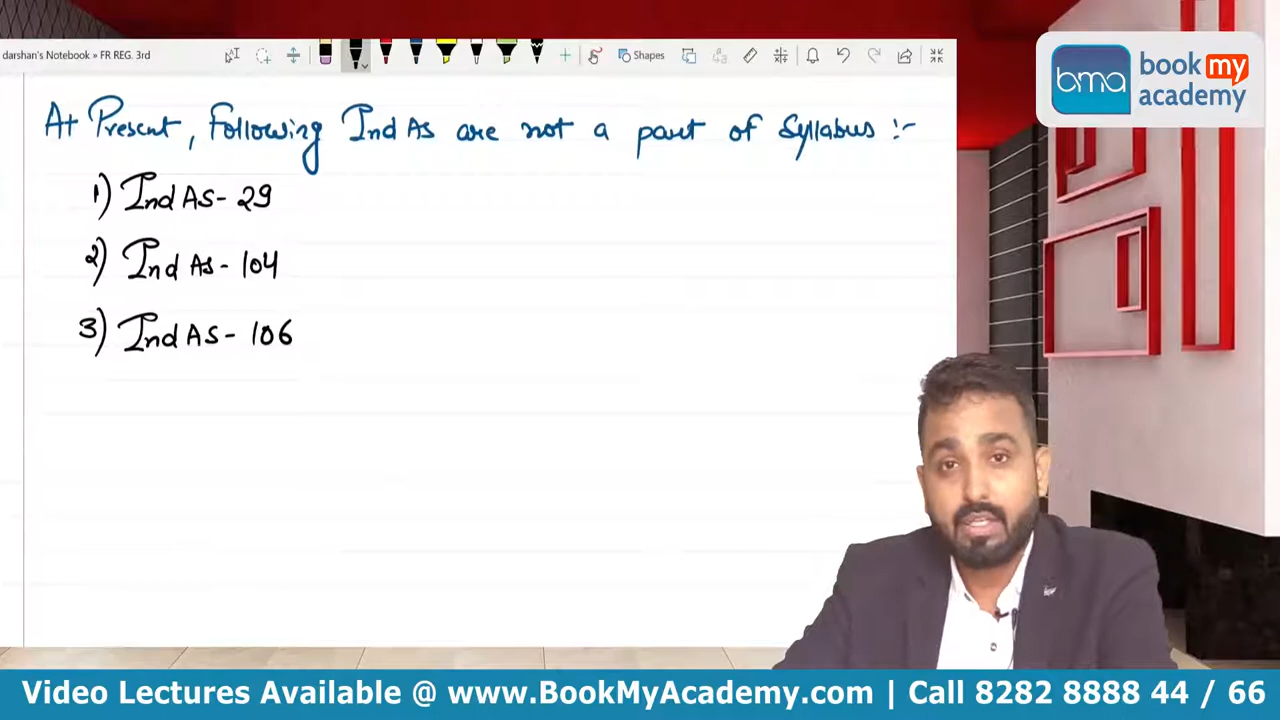 darshan's Notebook » FR REG. 3rd
Shapes
bma book my academy
At Present, Following Ind As are not a part of Syllabus :-
1) Ind AS- 29
2) Ind As - 104
3) Ind AS - 106
Video Lectures Available @ www.BookMyAcademy.com | Call 8282 8888 44 / 66